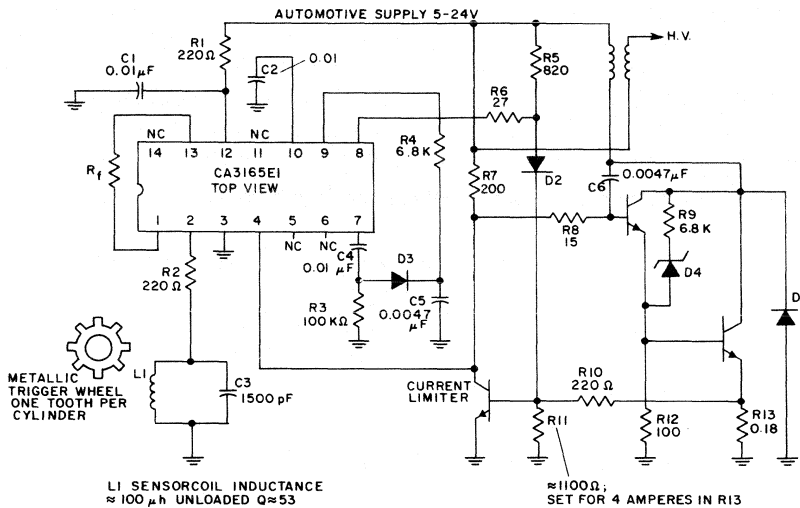 AUTOMOTIVE SUPPLY 5-24V
C1
0.01µF
R1
220Ω
C2
0.01
R5
820
H.V.
R6
27
NC
NC
14 13 12 11 10 9 8
CA3165E1
TOP VIEW
1 2 3 4 5 6 7
NC
NC
Rf
R4
6.8K
D2
R7
200
C6
0.0047µF
R8
15
R9
6.8K
D4
D
R2
220Ω
C4
0.01 µF
D3
R3
100KΩ
C5
0.0047
µF
METALLIC
TRIGGER WHEEL
ONE TOOTH PER
CYLINDER
L1
C3
1500pF
CURRENT
LIMITER
R10
220Ω
R11
R12
100
R13
0.18
L1 SENSORCOIL INDUCTANCE
≈100µh UNLOADED Q≈53
≈1100Ω;
SET FOR 4 AMPERES IN R13